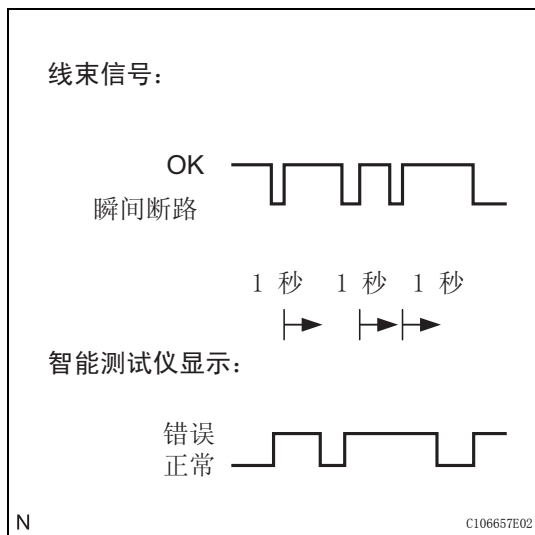 线束信号：
OK
瞬间断路
1 秒 1 秒 1 秒
智能测试仪显示：
错误
正常
N
C106657E02